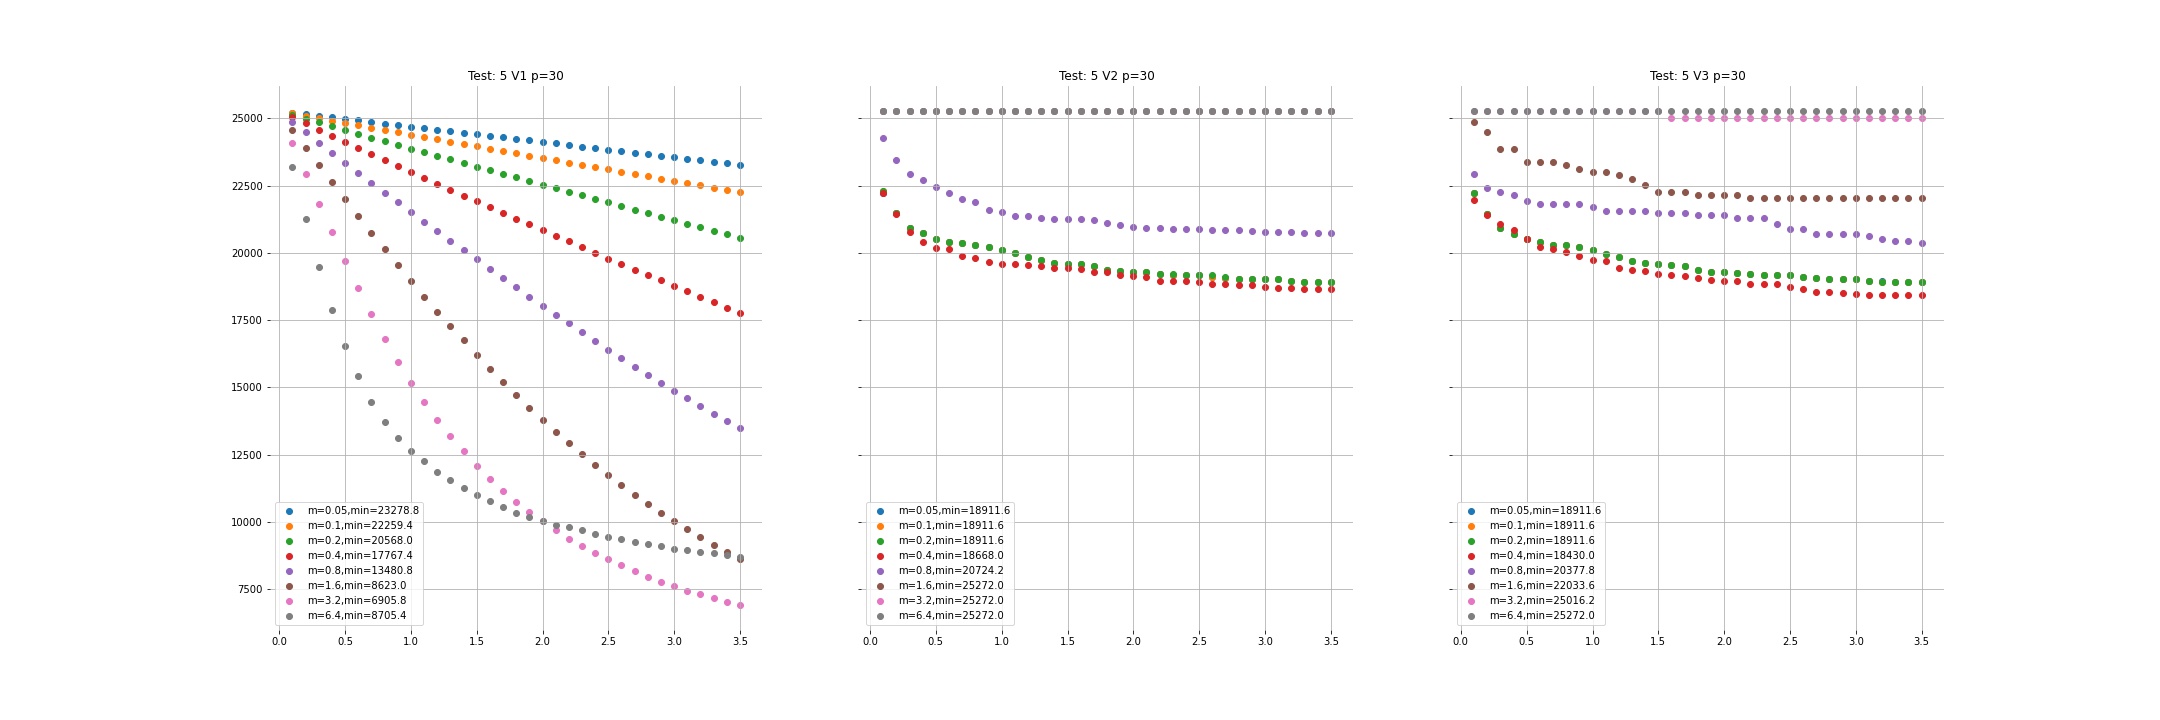 Test: 5 V1 p=30
25000
22500
20000
17500
15000
12500
10000
7500
m=0.05,min=23278.8
m=0.1,min=22259.4
m=0.2,min=20568.0
m=0.4,min=17767.4
m=0.8,min=13480.8
m=1.6,min=8623.0
m=3.2,min=6905.8
m=6.4,min=8705.4
0.0 0.5 1.0 1.5 2.0 2.5 3.0 3.5
Test: 5 V2 p=30
m=0.05,min=18911.6
m=0.1,min=18911.6
m=0.2,min=18911.6
m=0.4,min=18668.0
m=0.8,min=20724.2
m=1.6,min=25272.0
m=3.2,min=25272.0
m=6.4,min=25272.0
0.0 0.5 1.0 1.5 2.0 2.5 3.0 3.5
Test: 5 V3 p=30
m=0.05,min=18911.6
m=0.1,min=18911.6
m=0.2,min=18911.6
m=0.4,min=18430.0
m=0.8,min=20377.8
m=1.6,min=22033.6
m=3.2,min=25016.2
m=6.4,min=25272.0
0.0 0.5 1.0 1.5 2.0 2.5 3.0 3.5